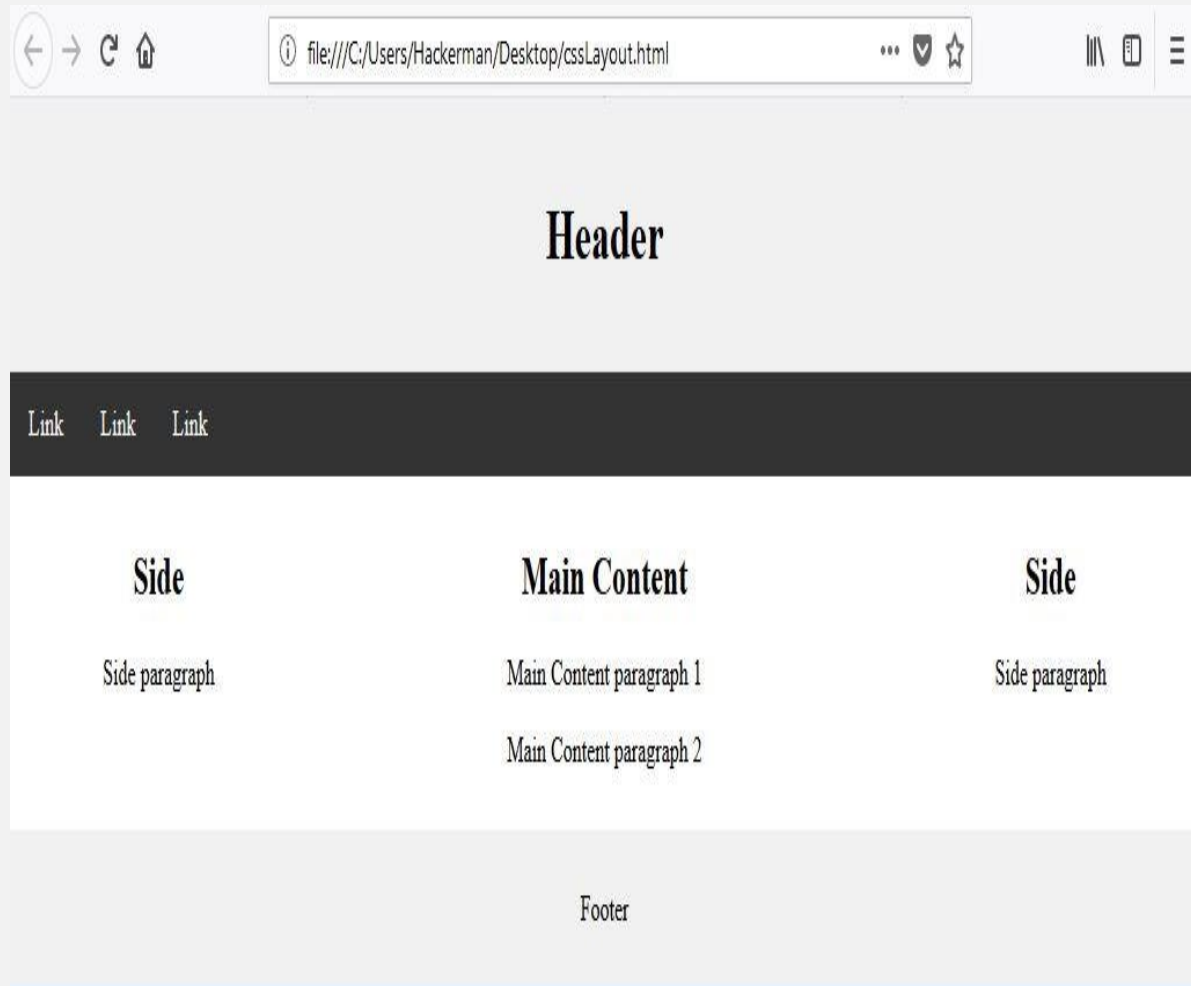 file:///C:/Users/Hackerman/Desktop/cssLayout.html
Header
Link Link Link
Side
Side paragraph
Main Content
Main Content paragraph 1
Main Content paragraph 2
Side
Side paragraph
Footer